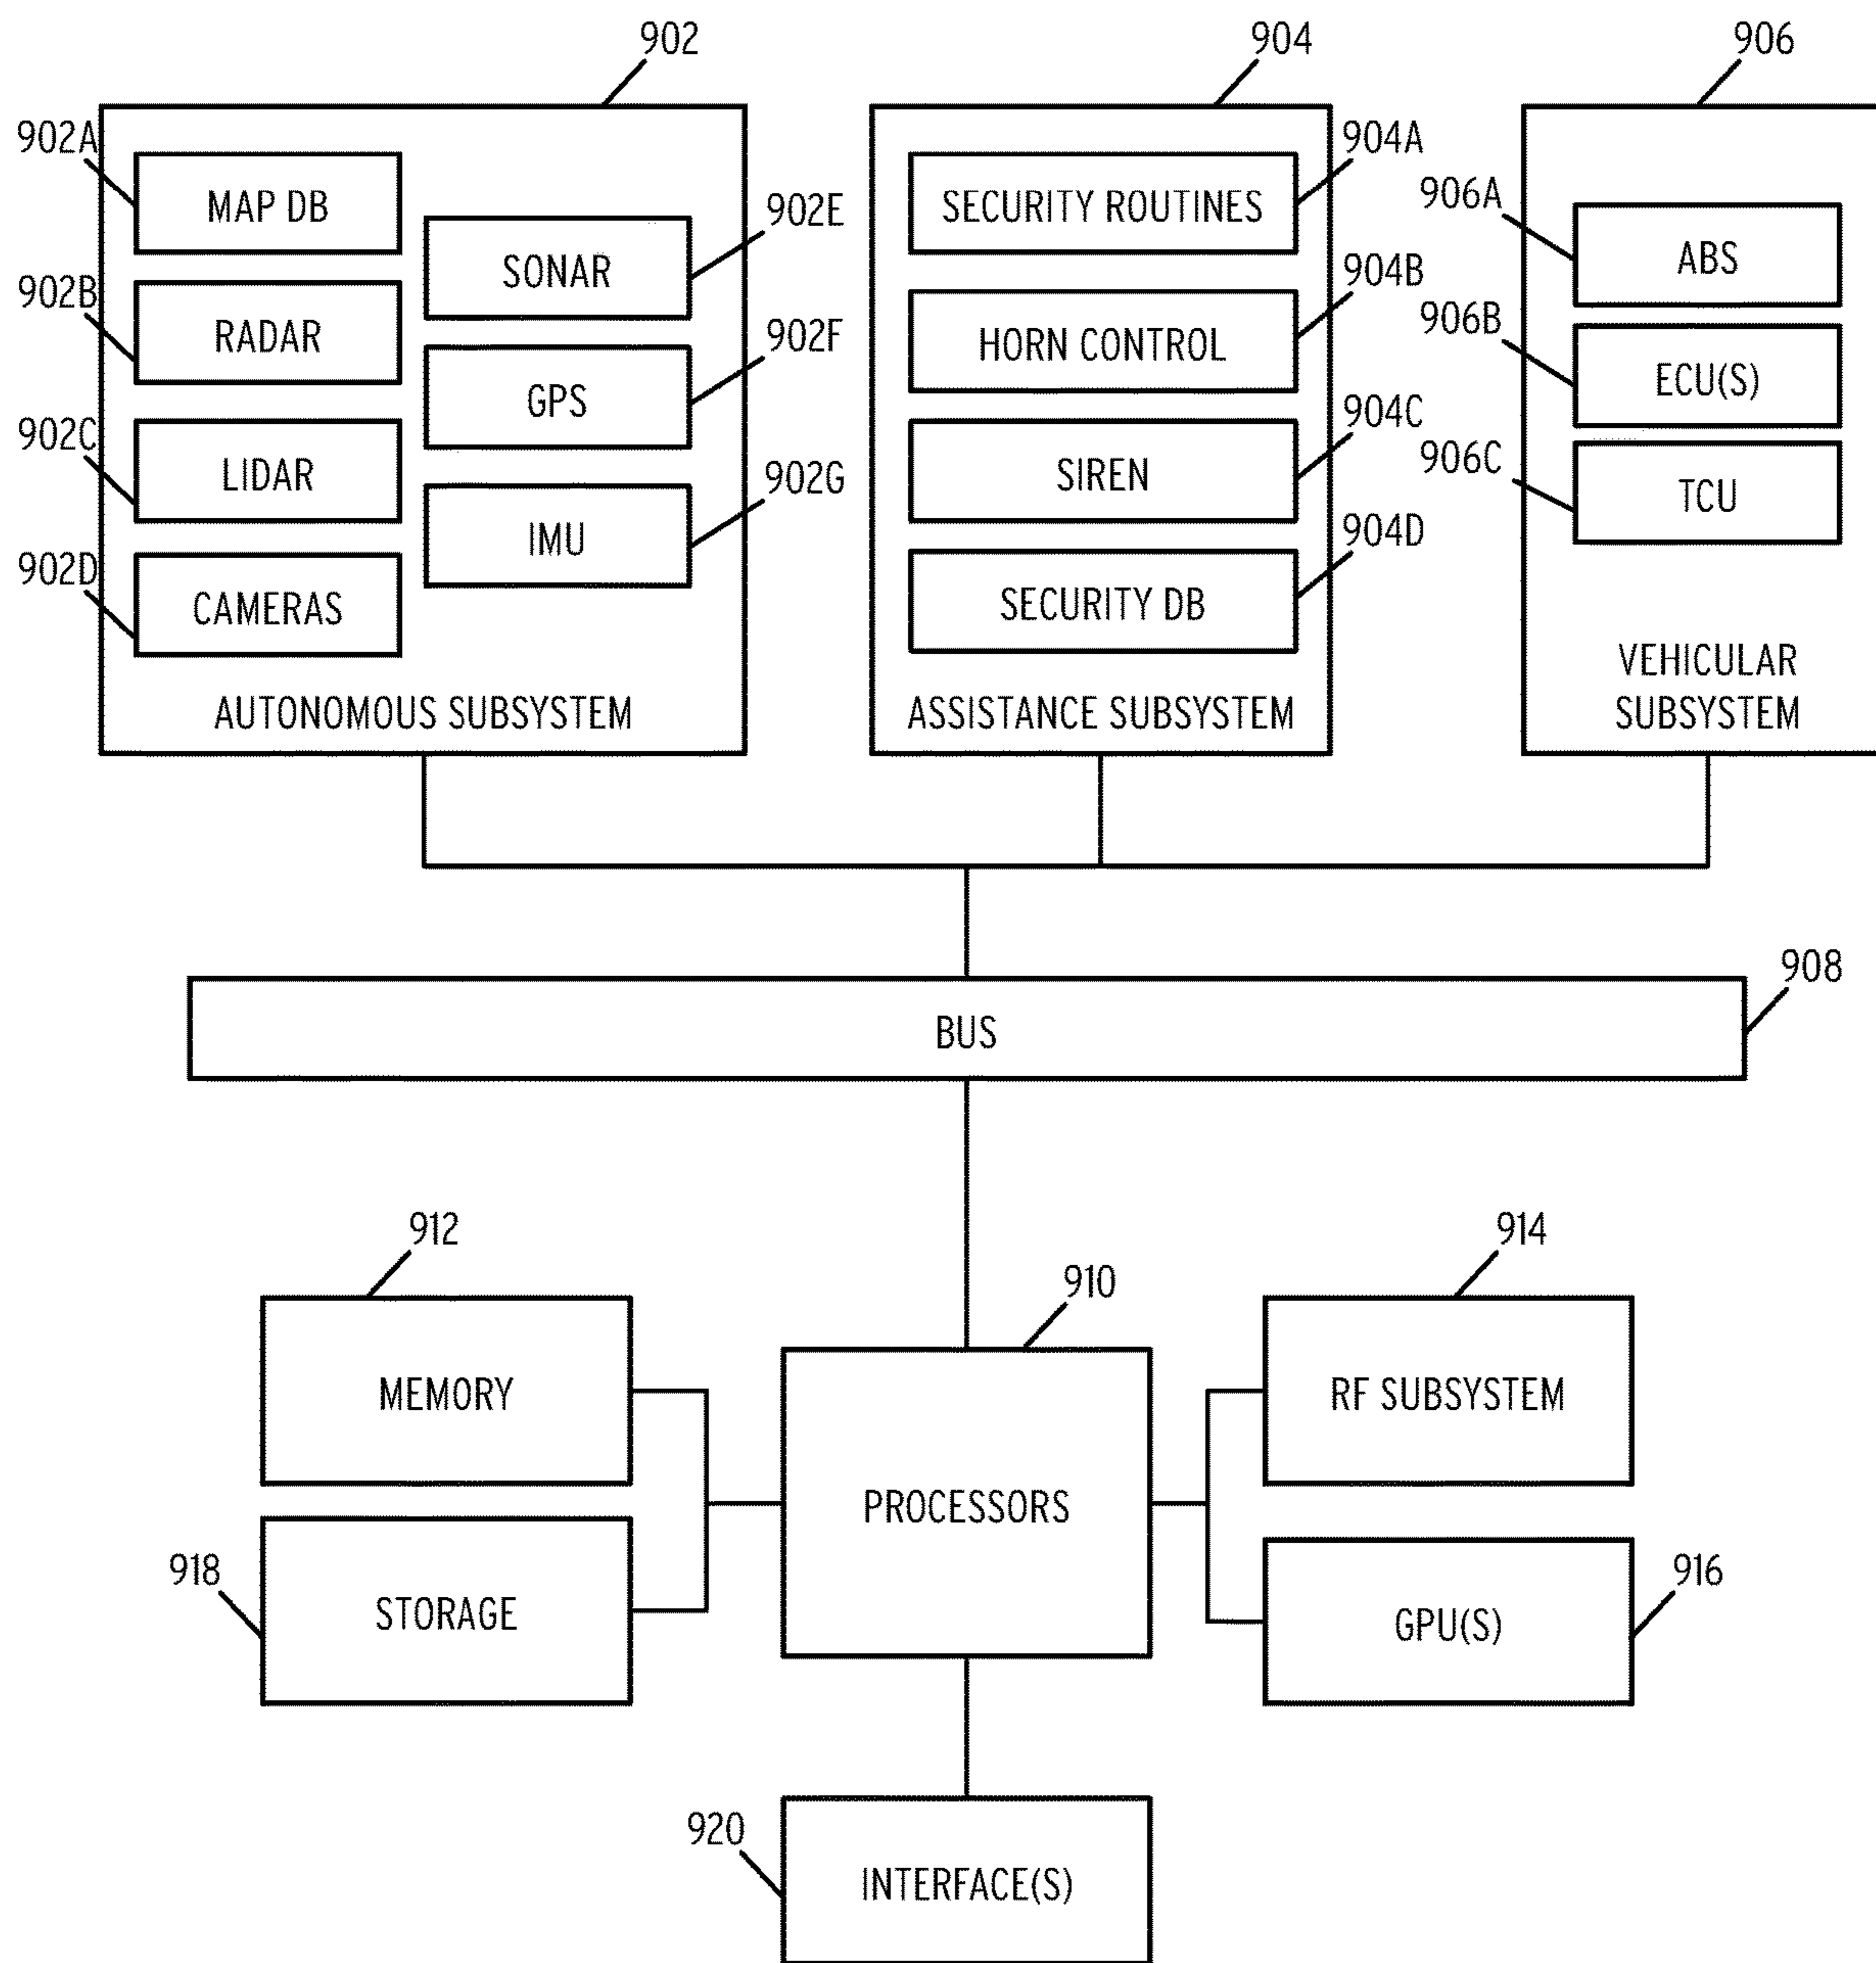 902
904
906
902A
MAP DB
902E
SONAR
902B
RADAR
902F
GPS
902C
LIDAR
902G
IMU
902D
CAMERAS
AUTONOMOUS SUBSYSTEM
904A
SECURITY ROUTINES
904B
HORN CONTROL
904C
SIREN
904D
SECURITY DB
ASSISTANCE SUBSYSTEM
906A
ABS
906B
ECU(S)
906C
TCU
VEHICULAR
SUBSYSTEM
908
BUS
912
MEMORY
910
PROCESSORS
914
RF SUBSYSTEM
918
STORAGE
916
GPU(S)
920
INTERFACE(S)